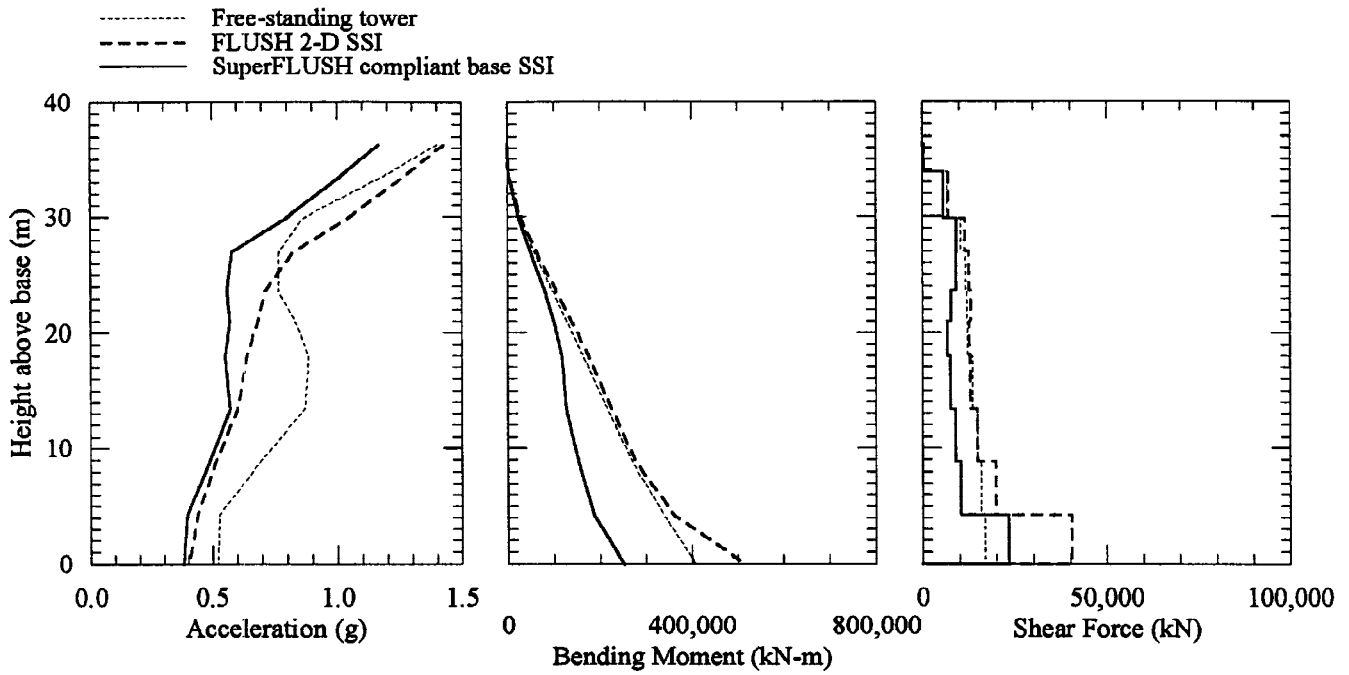 Free-standing tower
FLUSH 2-D SSI
SuperFLUSH compliant base SSI
Height above base (m)
40
30
20
10
0
0.0 0.5 1.0 1.5
Acceleration (g)
0 400,000 800,000
Bending Moment (kN-m)
0 50,000 100,000
Shear Force (kN)